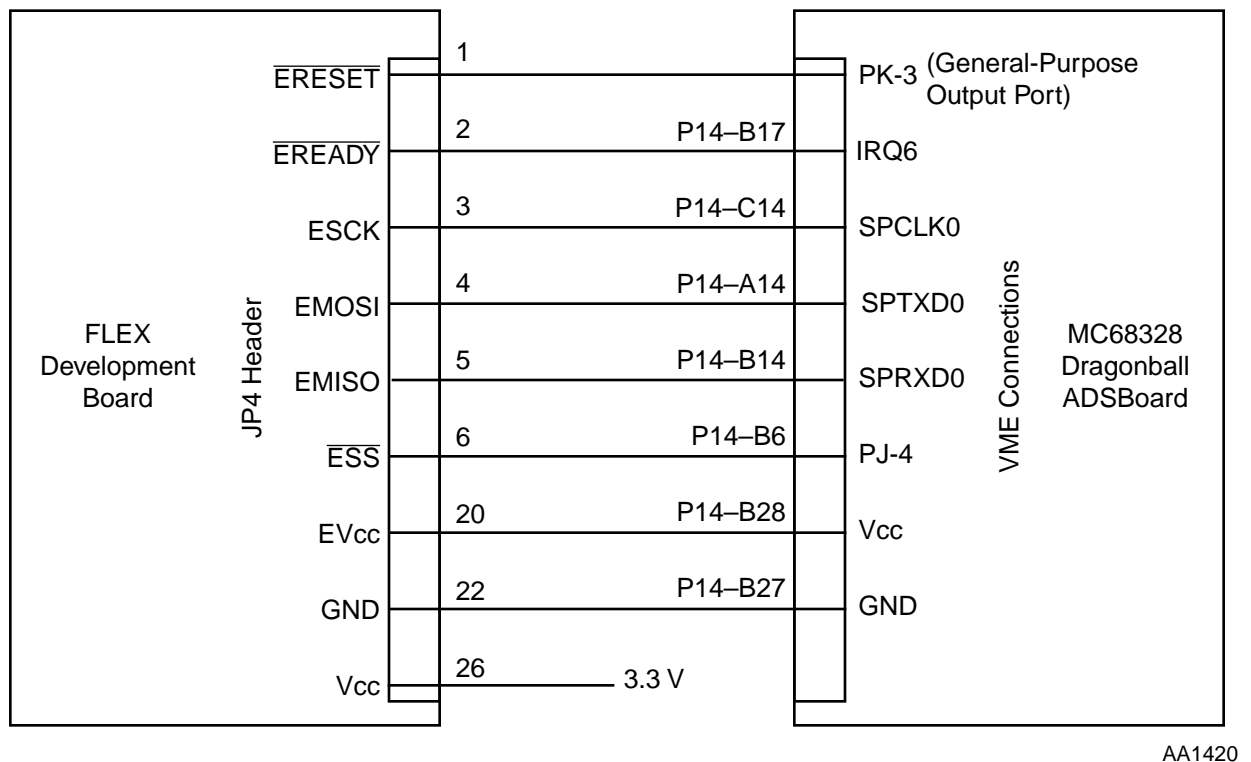 1
ERESET
PK-3 (General-Purpose
Output Port)
2
P14–B17
EREADY
IRQ6
3
P14–C14
ESCK
SPCLK0
4
P14–A14
EMOSI
SPTXD0
FLEX
Development
Board
JP4 Header
5
P14–B14
EMISO
SPRXD0
VME Connections
MC68328
Dragonball
ADSBoard
6
P14–B6
ESS
PJ-4
20
P14–B28
EVcc
Vcc
22
P14–B27
GND
GND
26
Vcc
3.3 V
AA1420